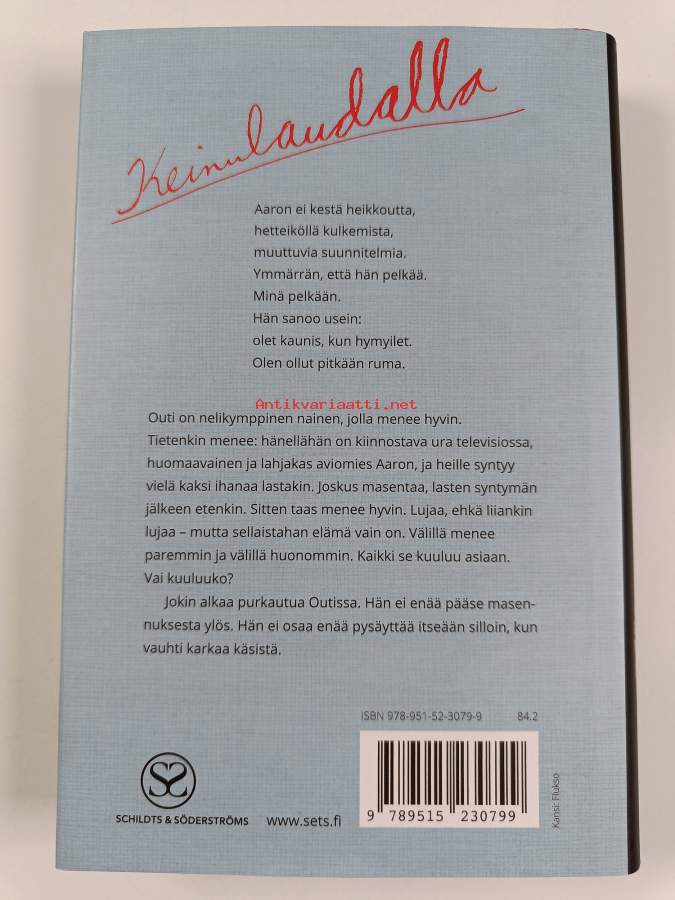 Keinulaudalla
Aaron ei kestä heikkoutta,
hetteiköllä kulkemista,
muuttuvia suunnitelmia.
Ymmärrän, että hän pelkää.
Minä pelkään.
Hän sanoo usein:
olet kaunis, kun hymyilet.
Olen ollut pitkään ruma.
Antikvariaatti.net
Outi on nelikymppinen nainen, jolla menee hyvin.
Tietenkin menee: hänellähän on kiinnostava ura televisiossa,
huomaavainen ja lahjakas aviomies Aaron, ja heille syntyy
vielä kaksi ihanaa lastakin. Joskus masentaa, lasten syntymän
jälkeen etenkin. Sitten taas menee hyvin. Lujaa, ehkä liiankin
lujaa – mutta sellaistahan elämä vain on. Välillä menee
paremmin ja välillä huonommin. Kaikki se kuuluu asiaan.
Vai kuuluuko?
Jokin alkaa purkautua Outissa. Hän ei enää pääse masen-
nuksesta ylös. Hän ei osaa enää pysäyttää itseään silloin, kun
vauhti karkaa käsistä.
ISBN 978-951-52-3079-9 84.2
9 789515 230799
Kansi: Flukso
SCHILDTS & SÖDERSTRÖMS
www.sets.fi